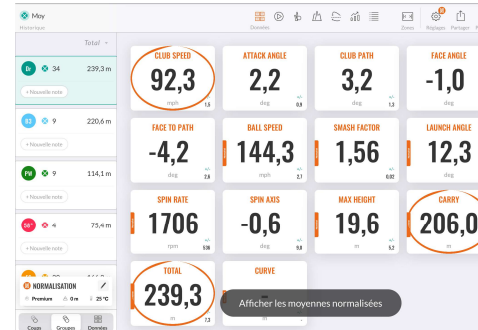 Moy
Historique
Données
Zones
Réglages
Partager
Total
Dr 34 239,3 m
+ Nouvelle note
B3 9 220,6 m
+ Nouvelle note
PW 9 114,1 m
+ Nouvelle note
4 75,4 m
+ Nouvelle note
NORMALISATION
Premium 0 m 25 °C
Coups Groupes Données
CLUB SPEED
92,3
mph 1,5
ATTACK ANGLE
2,2
deg +/- 0,9
CLUB PATH
3,2
deg +/- 1,3
FACE ANGLE
-1,0
deg
FACE TO PATH
-4,2
deg +/- 2,6
BALL SPEED
144,3
mph +/- 2,1
SMASH FACTOR
1,56
+/- 0,02
LAUNCH ANGLE
12,3
deg
SPIN RATE
1706
rpm +/- 536
SPIN AXIS
-0,6
deg +/- 9,8
MAX HEIGHT
19,6
m +/- 5,2
CARRY
206,0
m
TOTAL
239,3
m 7,3
CURVE
m
Afficher les moyennes normalisées